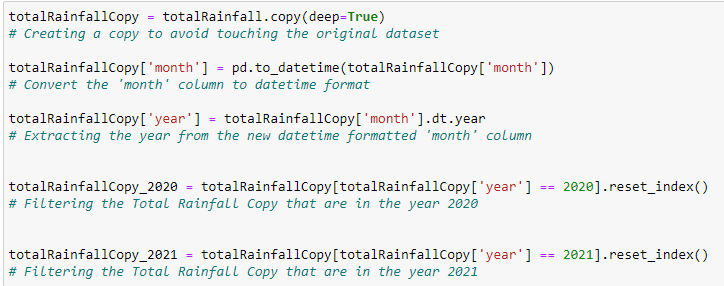 totalRainfallCopy = totalRainfall.copy(deep=True)
# Creating a copy to avoid touching the original dataset
totalRainfallCopy['month'] = pd.to_datetime(totalRainfallCopy['month'])
# Convert the 'month' column to datetime format
totalRainfallCopy['year'] = totalRainfallCopy['month'].dt.year
# Extracting the year from the new datetime formatted 'month' column
totalRainfallCopy_2020 = totalRainfallCopy[totalRainfallCopy['year'] == 2020].reset_index()
# Filtering the Total Rainfall Copy that are in the year 2020
totalRainfallCopy_2021 = totalRainfallCopy[totalRainfallCopy['year'] == 2021].reset_index()
# Filtering the Total Rainfall Copy that are in the year 2021